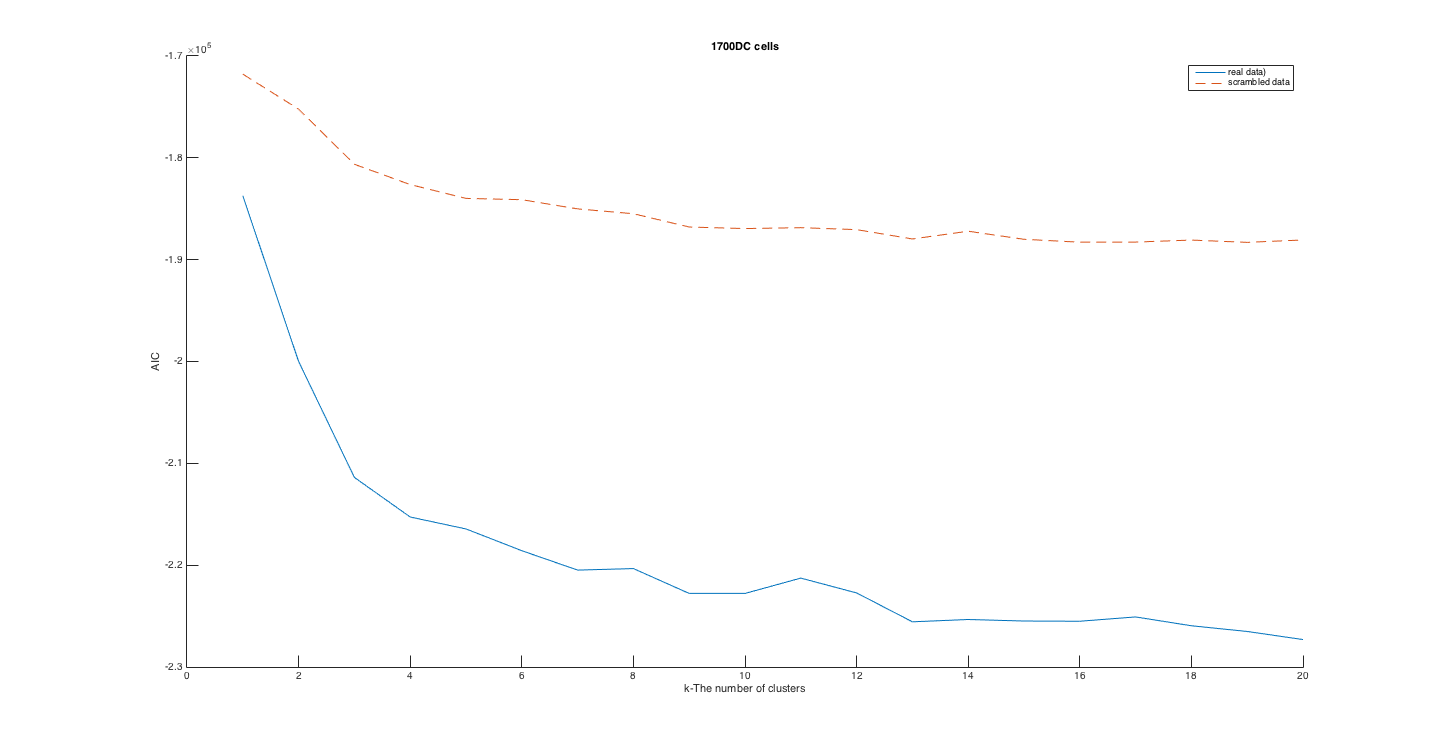 1700DC cells
×10^5
real data)
scrambled data
-1.7
-1.8
-1.9
-2
-2.1
-2.2
-2.3
AIC
0 2 4 6 8 10 12 14 16 18 20
k-The number of clusters